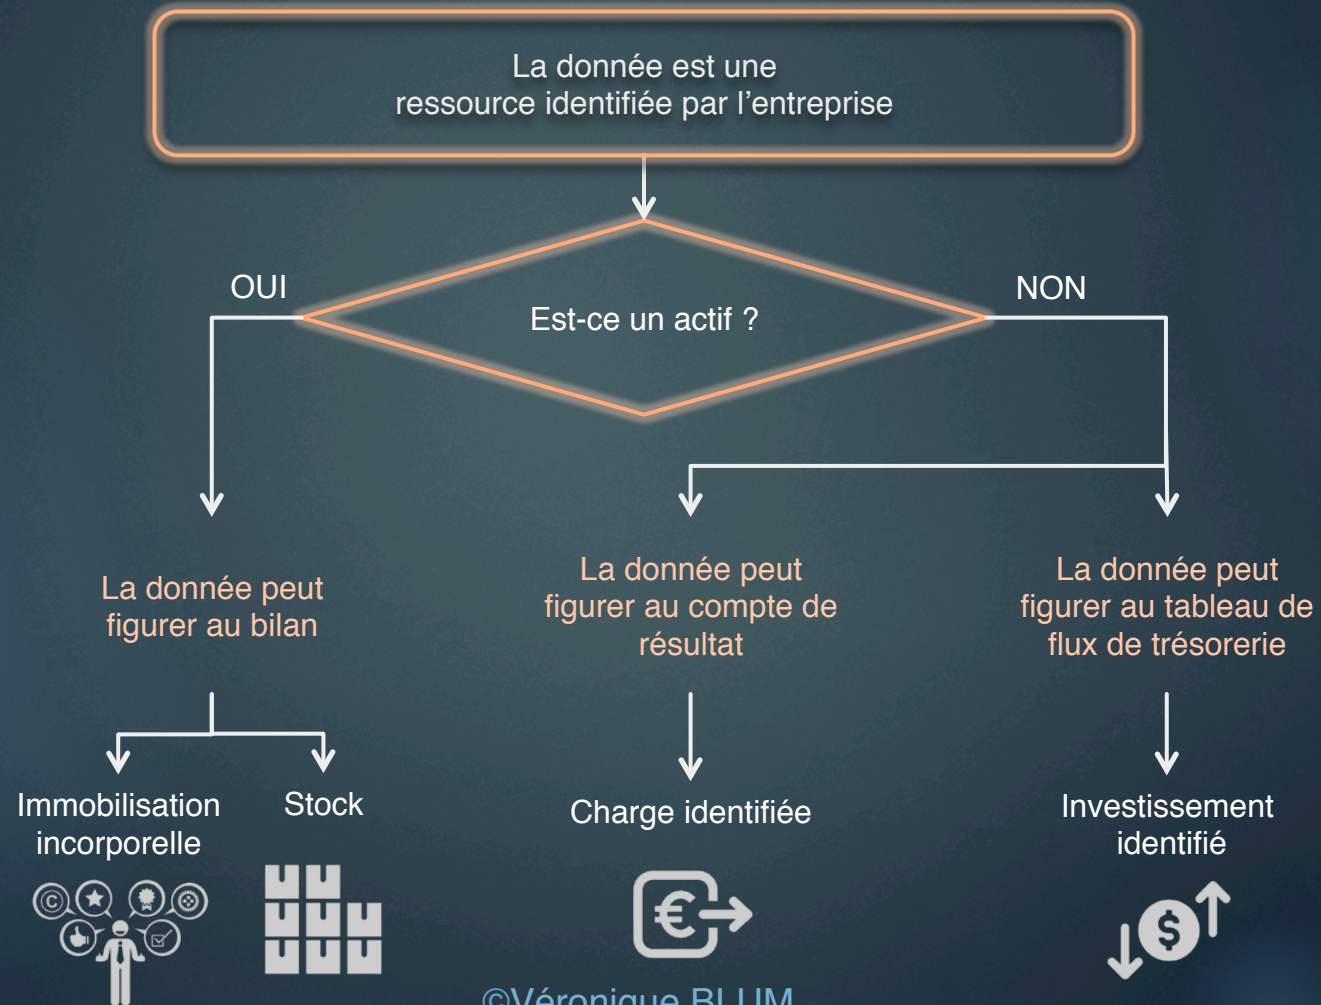 La donnée est une
ressource identifiée par l'entreprise
OUI
NON
Est-ce un actif ?
La donnée peut
figurer au bilan
La donnée peut
figurer au compte de
résultat
La donnée peut
figurer au tableau de
flux de trésorerie
Immobilisation
incorporelle
Stock
Charge identifiée
Investissement
identifié
©
€
$
©Véronique BLUM